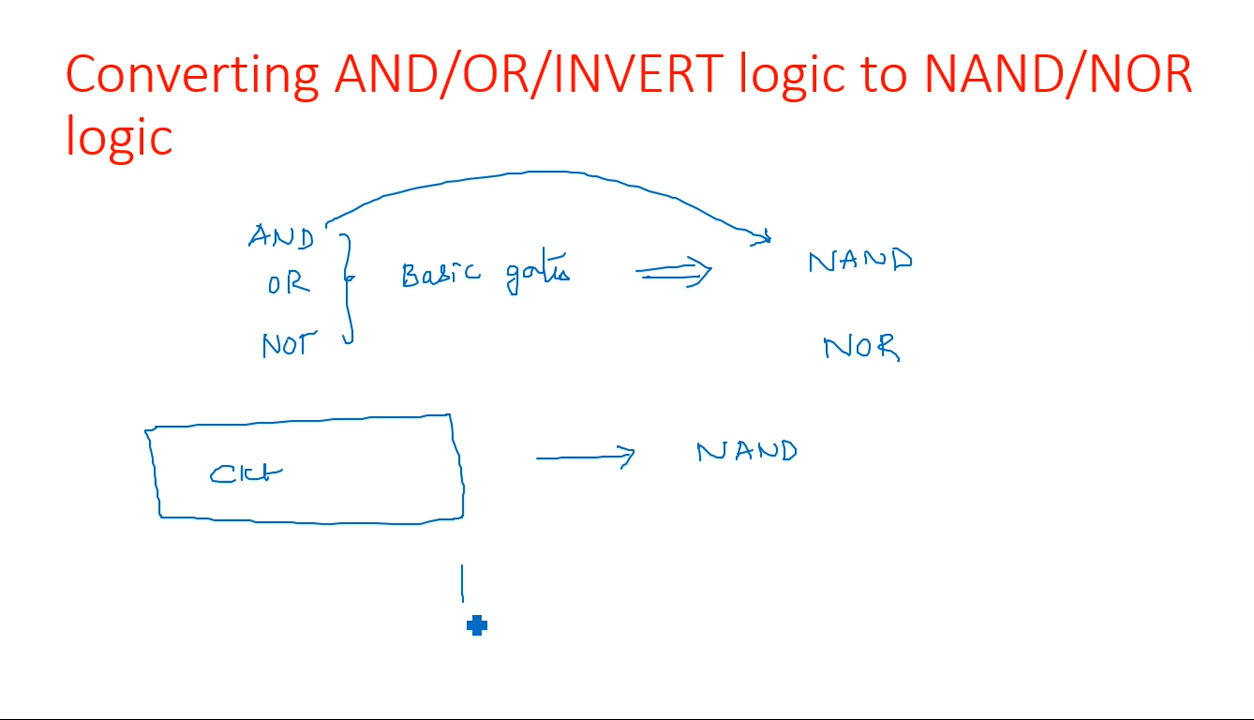 Converting AND/OR/INVERT logic to NAND/NOR
logic
AND
OR
NOT
Basic gates
NAND
NOR
Ckt
NAND